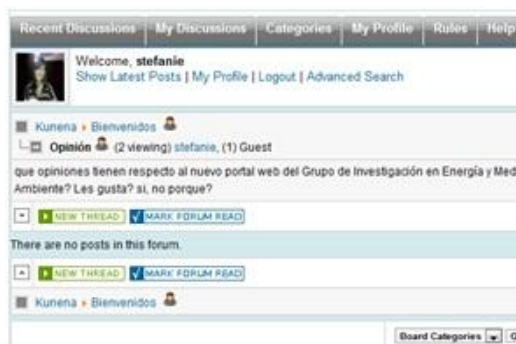 Recent Discussions My Discussions Categories My Profile Rules Help
Welcome, stefanie
Show Latest Posts | My Profile | Logout | Advanced Search
Kunena Bienvenidos
Opinión (2 viewing) stefanie, (1) Guest
que opiniones tienen respecto al nuevo portal web del Grupo de Investigación en Energía y Med
Ambiente? Les gusta? si, no porque?
NEW THREAD MARK FORUM READ
There are no posts in this forum.
NEW THREAD MARK FORUM READ
Kunena Bienvenidos
Board Categories